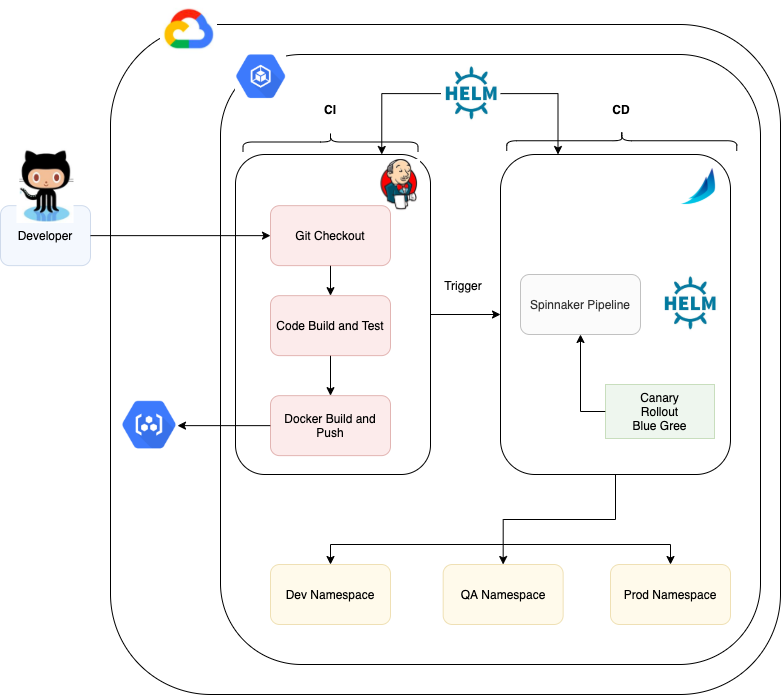 HELM
CI
CD
Developer
Git Checkout
Trigger
Code Build and Test
Spinnaker Pipeline
HELM
Docker Build and
Push
Canary
Rollout
Blue Gree
Dev Namespace
QA Namespace
Prod Namespace